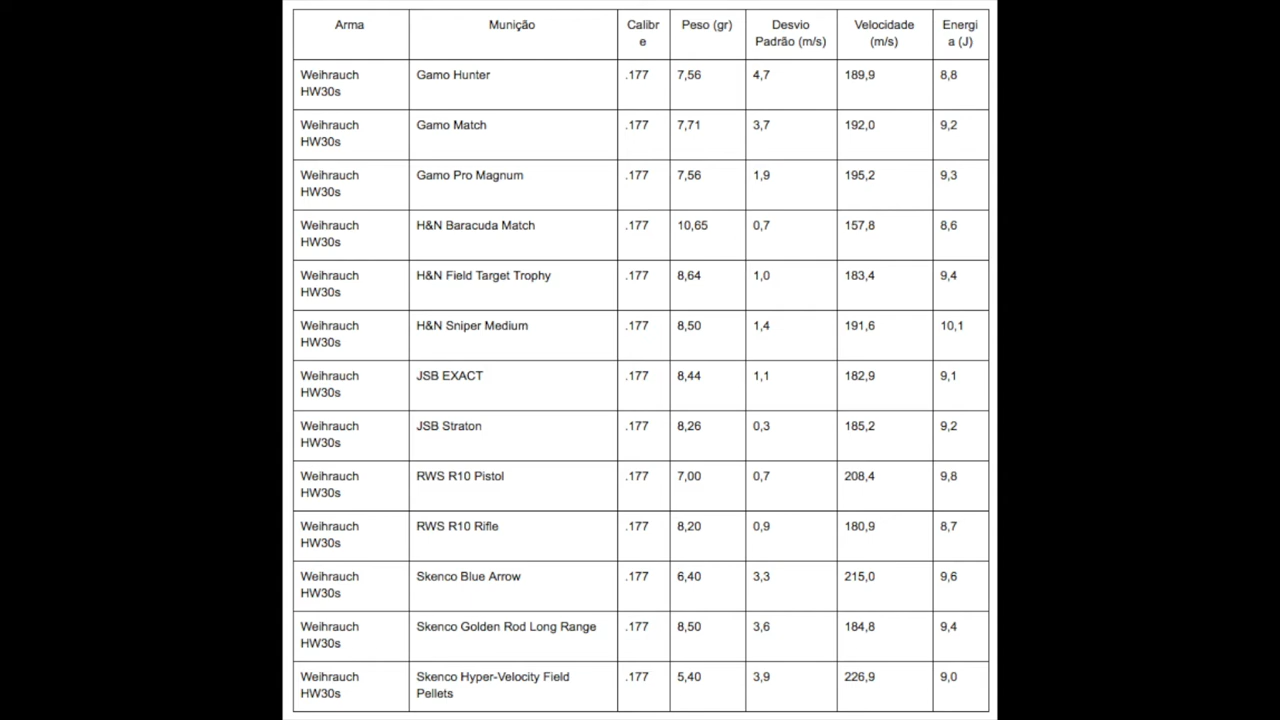 Arma Munição Calibr Peso (gr) Desvio Velocidade Energi
e Padrão (m/s) (m/s) a (J)
Weihrauch Gamo Hunter .177 7,56 4,7 189,9 8,8
HW30s
Weihrauch Gamo Match .177 7,71 3,7 192,0 9,2
HW30s
Weihrauch Gamo Pro Magnum .177 7,56 1,9 195,2 9,3
HW30s
Weihrauch H&N Baracuda Match .177 10,65 0,7 157,8 8,6
HW30s
Weihrauch H&N Field Target Trophy .177 8,64 1,0 183,4 9,4
HW30s
Weihrauch H&N Sniper Medium .177 8,50 1,4 191,6 10,1
HW30s
Weihrauch JSB EXACT .177 8,44 1,1 182,9 9,1
HW30s
Weihrauch JSB Straton .177 8,26 0,3 185,2 9,2
HW30s
Weihrauch RWS R10 Pistol .177 7,00 0,7 208,4 9,8
HW30s
Weihrauch RWS R10 Rifle .177 8,20 0,9 180,9 8,7
HW30s
Weihrauch Skenco Blue Arrow .177 6,40 3,3 215,0 9,6
HW30s
Weihrauch Skenco Golden Rod Long Range .177 8,50 3,6 184,8 9,4
HW30s
Weihrauch Skenco Hyper-Velocity Field .177 5,40 3,9 226,9 9,0
HW30s Pellets